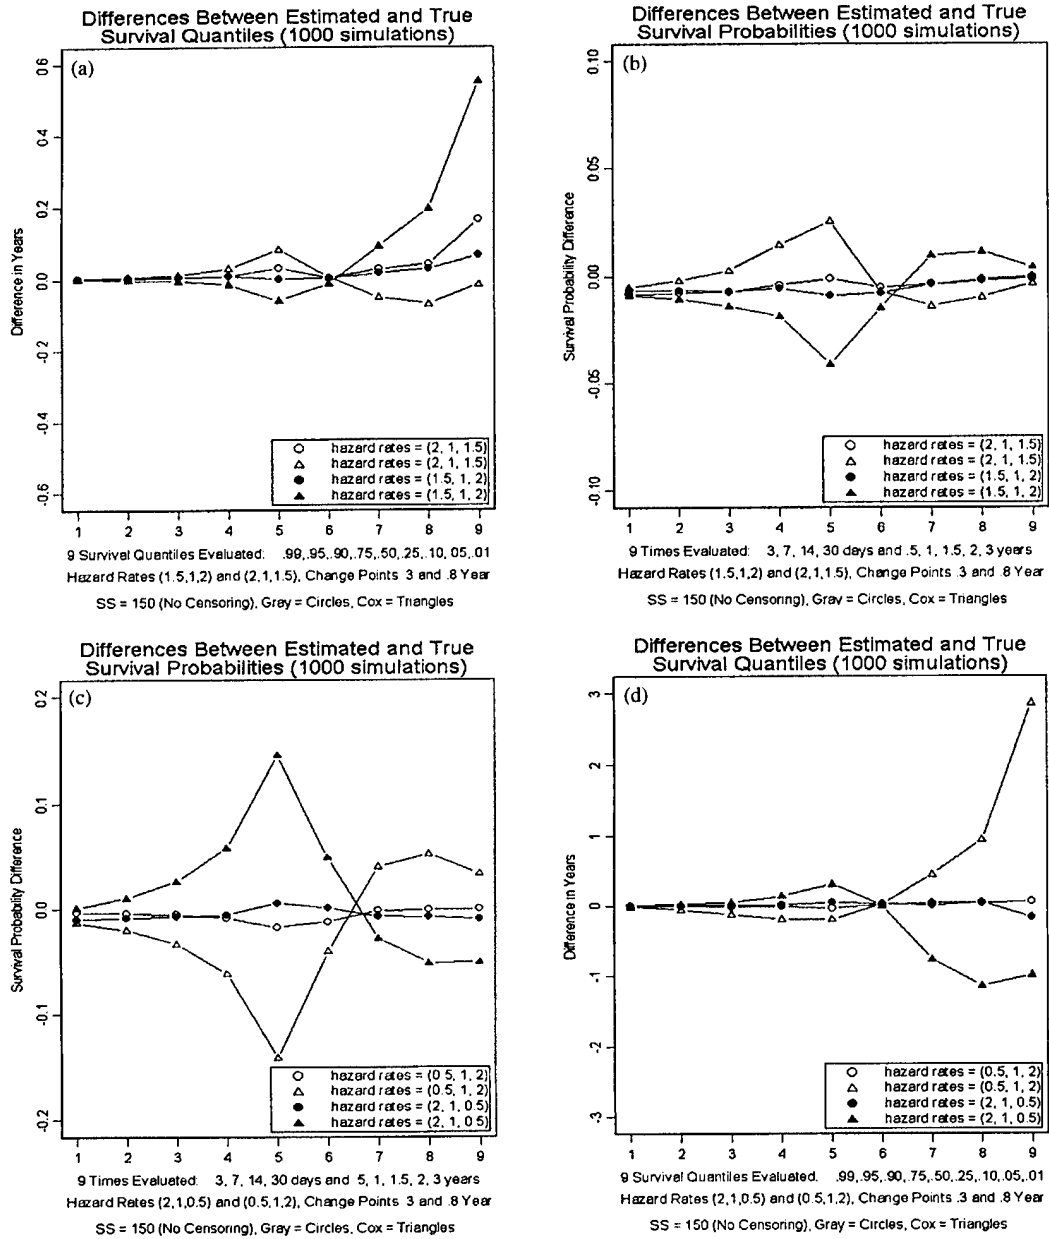 Differences Between Estimated and True
Survival Quantiles (1000 simulations)
(a)
Difference in Years
0.6
0.4
0.2
0.0
-0.2
-0.4
-0.6
hazard rates = (2, 1, 1.5)
hazard rates = (2, 1, 1.5)
hazard rates = (1.5, 1, 2)
hazard rates = (1.5, 1, 2)
1 2 3 4 5 6 7 8 9
9 Survival Quantiles Evaluated: .99,.95,.90,.75,.50,.25,.10,.05,.01
Hazard Rates (1.5,1,2) and (2,1,1.5), Change Points .3 and .8 Year
SS = 150 (No Censoring), Gray = Circles, Cox = Triangles
Differences Between Estimated and True
Survival Probabilities (1000 simulations)
(b)
Survival Probability Difference
0.10
0.05
0.00
-0.05
-0.10
hazard rates = (2, 1, 1.5)
hazard rates = (2, 1, 1.5)
hazard rates = (1.5, 1, 2)
hazard rates = (1.5, 1, 2)
1 2 3 4 5 6 7 8 9
9 Times Evaluated: 3, 7, 14, 30 days and .5, 1, 1.5, 2, 3 years
Hazard Rates (1.5,1,2) and (2,1,1.5), Change Points .3 and .8 Year
SS = 150 (No Censoring), Gray = Circles, Cox = Triangles
Differences Between Estimated and True
Survival Probabilities (1000 simulations)
(c)
Survival Probability Difference
0.2
0.1
0.0
-0.1
-0.2
hazard rates = (0.5, 1, 2)
hazard rates = (0.5, 1, 2)
hazard rates = (2, 1, 0.5)
hazard rates = (2, 1, 0.5)
1 2 3 4 5 6 7 8 9
9 Times Evaluated: 3, 7, 14, 30 days and .5, 1, 1.5, 2, 3 years
Hazard Rates (2,1,0.5) and (0.5,1,2), Change Points .3 and .8 Year
SS = 150 (No Censoring), Gray = Circles, Cox = Triangles
Differences Between Estimated and True
Survival Quantiles (1000 simulations)
(d)
Difference in Years
3
2
1
0
-1
-2
-3
hazard rates = (0.5, 1, 2)
hazard rates = (0.5, 1, 2)
hazard rates = (2, 1, 0.5)
hazard rates = (2, 1, 0.5)
1 2 3 4 5 6 7 8 9
9 Survival Quantiles Evaluated. .99,.95,.90,.75,.50,.25,.10,.05,.01
Hazard Rates (2,1,0.5) and (0.5,1,2), Change Points .3 and .8 Year
SS = 150 (No Censoring), Gray = Circles, Cox = Triangles